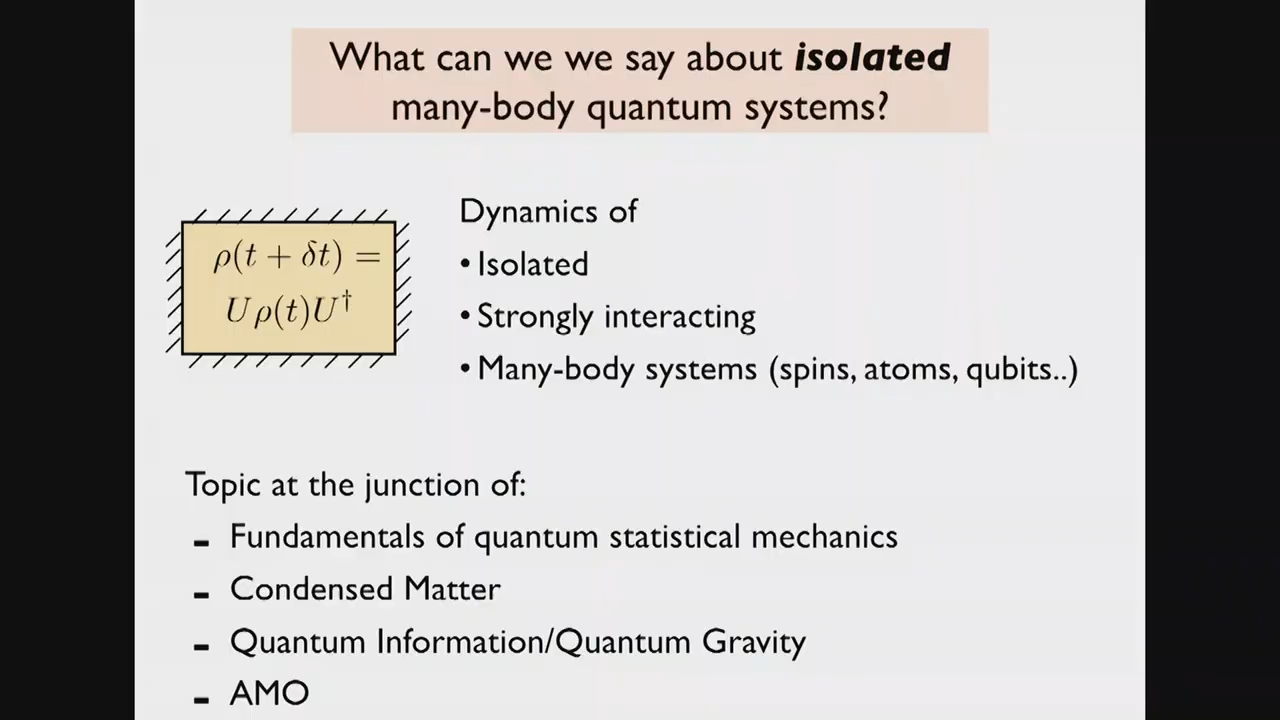 What can we we say about isolated
many-body quantum systems?
ρ(t + δt) =
Uρ(t)U†
Dynamics of
• Isolated
• Strongly interacting
• Many-body systems (spins, atoms, qubits..)
Topic at the junction of:
- Fundamentals of quantum statistical mechanics
- Condensed Matter
- Quantum Information/Quantum Gravity
- AMO